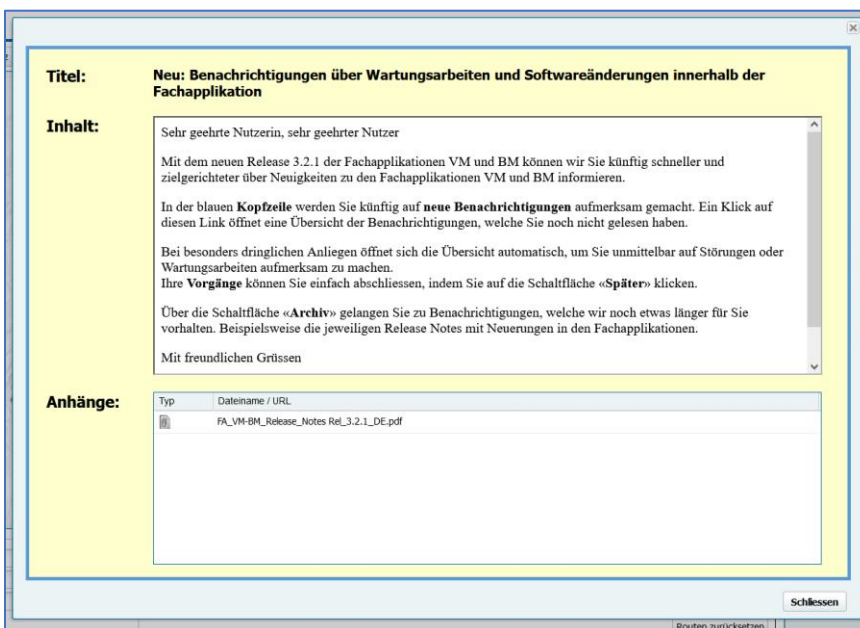 Titel:
Neu: Benachrichtigungen über Wartungsarbeiten und Softwareänderungen innerhalb der
Fachapplikation
Inhalt:
Sehr geehrte Nutzerin, sehr geehrter Nutzer
Mit dem neuen Release 3.2.1 der Fachapplikationen VM und BM können wir Sie künftig schneller und
zielgerichteter über Neuigkeiten zu den Fachapplikationen VM und BM informieren.
In der blauen Kopfzeile werden Sie künftig auf neue Benachrichtigungen aufmerksam gemacht. Ein Klick auf
diesen Link öffnet eine Übersicht der Benachrichtigungen, welche Sie noch nicht gelesen haben.
Bei besonders dringlichen Anliegen öffnet sich die Übersicht automatisch, um Sie unmittelbar auf Störungen oder
Wartungsarbeiten aufmerksam zu machen.
Ihre Vorgänge können Sie einfach abschliessen, indem Sie auf die Schaltfläche «Später» klicken.
Über die Schaltfläche «Archiv» gelangen Sie zu Benachrichtigungen, welche wir noch etwas länger für Sie
vorhalten. Beispielsweise die jeweiligen Release Notes mit Neuerungen in den Fachapplikationen.
Mit freundlichen Grüssen
Anhänge:
Typ Dateiname / URL
FA_VM-BM_Release_Notes Rel_3.2.1_DE.pdf
Schliessen
Routen zurücksetzen